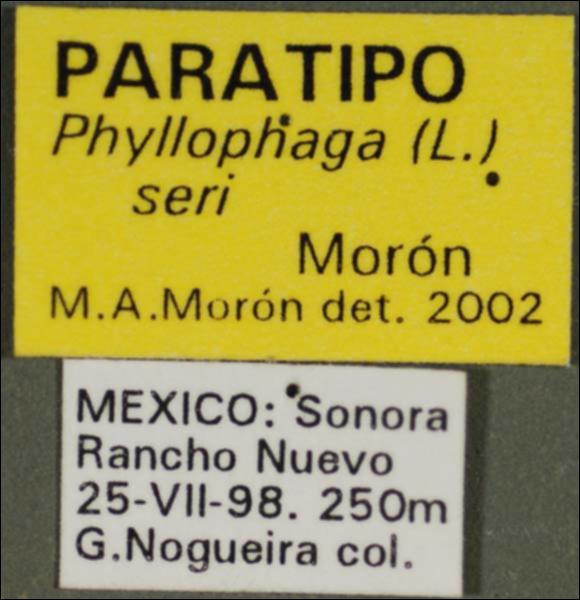 PARATIPO
Phyllophaga (L.)
seri
Morón
M.A.Morón det. 2002
MEXICO: Sonora
Rancho Nuevo
25-VII-98. 250m
G.Nogueira col.